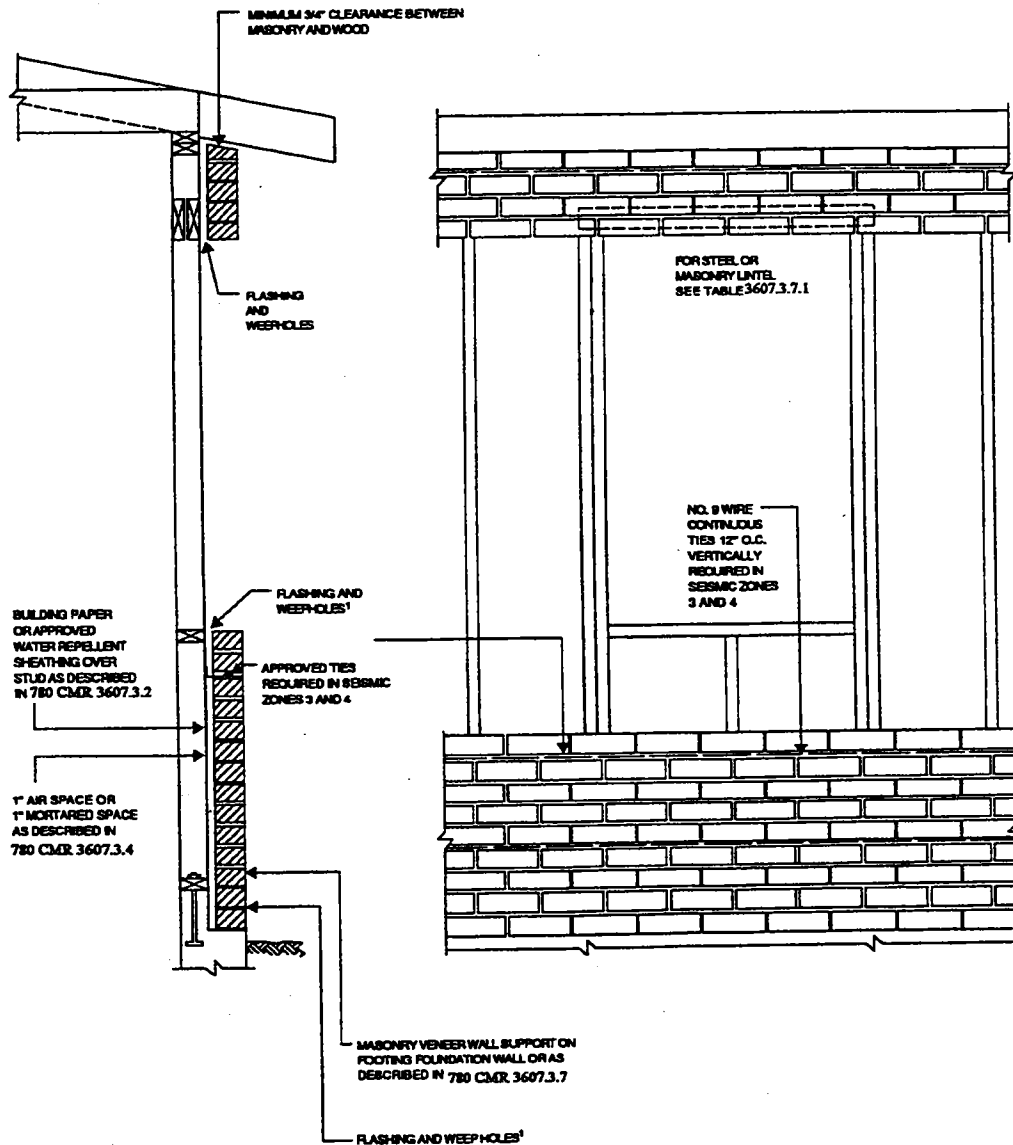 MINIMUM 3/4" CLEARANCE BETWEEN
MASONRY AND WOOD
FLASHING
AND
WEEPHOLES
FOR STEEL OR
MASONRY LINTEL
SEE TABLE 3607.3.7.1
NO. 9 WIRE
CONTINUOUS
TIES 12" O.C.
VERTICALLY
REQUIRED IN
SEISMIC ZONES
3 AND 4
FLASHING AND
WEEPHOLES¹
BUILDING PAPER
OR APPROVED
WATER REPELLENT
SHEATHING OVER
STUD AS DESCRIBED
IN 780 CMR 3607.3.2
APPROVED TIES
REQUIRED IN SEISMIC
ZONES 3 AND 4
1" AIR SPACE OR
1" MORTARED SPACE
AS DESCRIBED IN
780 CMR 3607.3.4
MASONRY VENEER WALL SUPPORT ON
FOOTING FOUNDATION WALL OR AS
DESCRIBED IN 780 CMR 3607.3.7
FLASHING AND WEEP HOLES¹